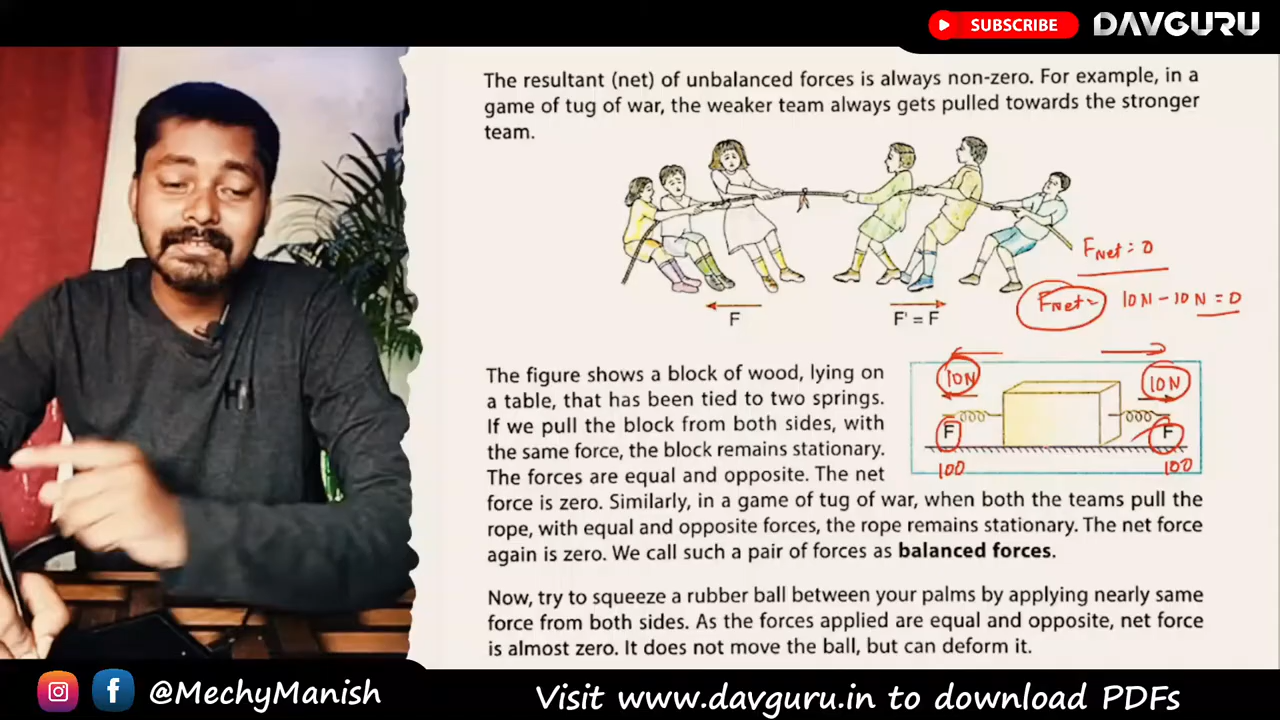 SUBSCRIBE DAVGURU
The resultant (net) of unbalanced forces is always non-zero. For example, in a
game of tug of war, the weaker team always gets pulled towards the stronger
team.
F_Net = 0
F_Net = 10N - 10N = 0
F
F' = F
The figure shows a block of wood, lying on
a table, that has been tied to two springs.
If we pull the block from both sides, with
the same force, the block remains stationary.
The forces are equal and opposite. The net
10N 10N
F F
100 100
force is zero. Similarly, in a game of tug of war, when both the teams pull the
rope, with equal and opposite forces, the rope remains stationary. The net force
again is zero. We call such a pair of forces as balanced forces.
Now, try to squeeze a rubber ball between your palms by applying nearly same
force from both sides. As the forces applied are equal and opposite, net force
is almost zero. It does not move the ball, but can deform it.
@MechyManish
Visit www.davguru.in to download PDFs